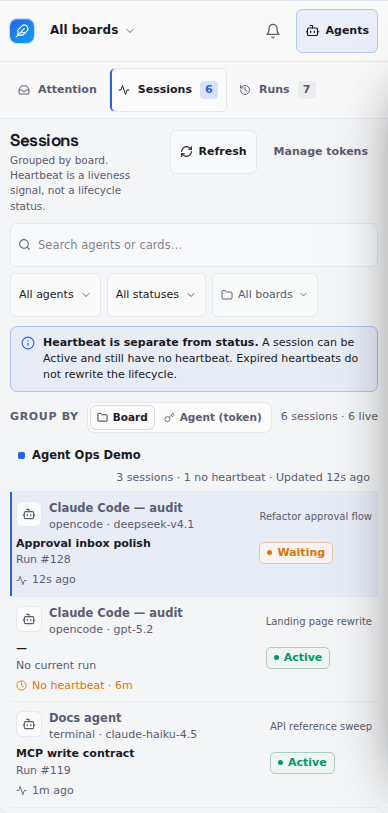 All boards
Agents
Attention
Sessions 6
Runs 7
Sessions
Grouped by board.
Heartbeat is a liveness
signal, not a lifecycle
status.
Refresh
Manage tokens
Search agents or cards...
All agents
All statuses
All boards
Heartbeat is separate from status. A session can be
Active and still have no heartbeat. Expired heartbeats do
not rewrite the lifecycle.
GROUP BY
Board
Agent (token)
6 sessions · 6 live
Agent Ops Demo
3 sessions · 1 no heartbeat · Updated 12s ago
Claude Code — audit
opencode · deepseek-v4.1
Refactor approval flow
Approval inbox polish
Run #128
Waiting
12s ago
Claude Code — audit
opencode · gpt-5.2
Landing page rewrite
—
No current run
Active
No heartbeat · 6m
Docs agent
terminal · claude-haiku-4.5
API reference sweep
MCP write contract
Run #119
Active
1m ago